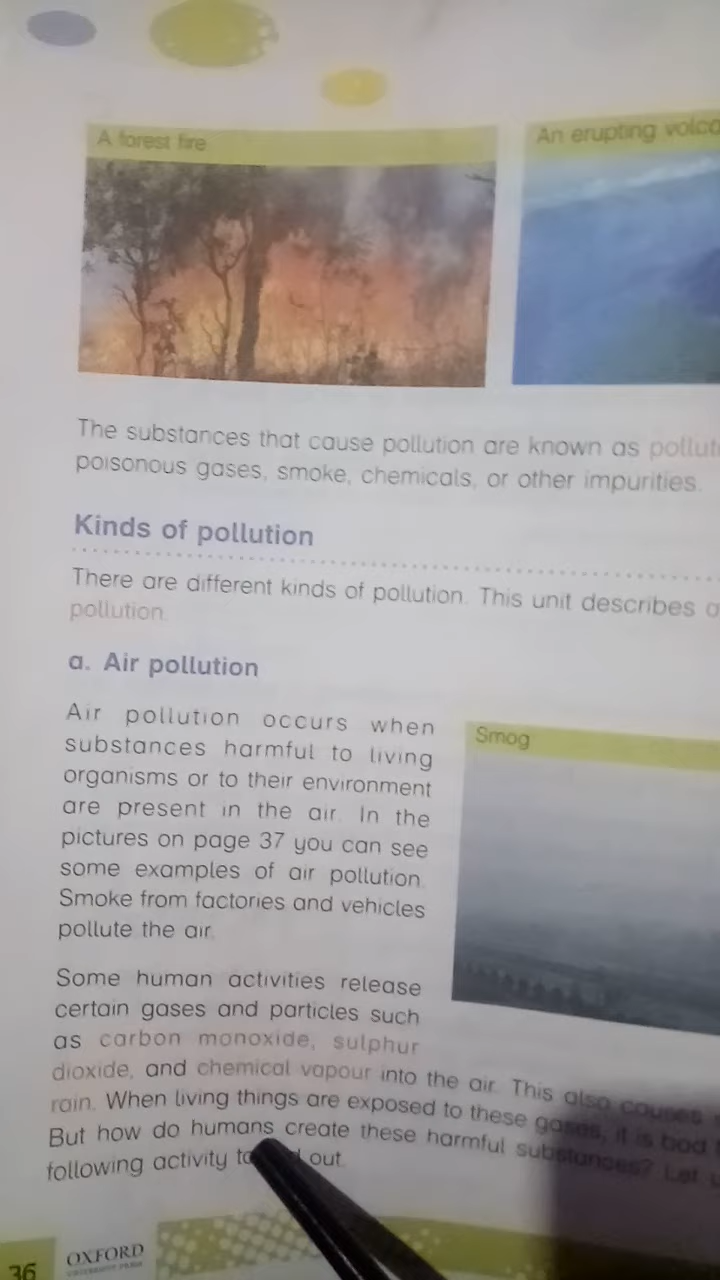 A forest fire
An erupting
The substances that cause pollution are known as
poisonous gases, smoke, chemicals, or other impurities.
Kinds of pollution
There are different kinds of pollution. This unit describes
pollution.
a. Air pollution
Air pollution occurs when
substances harmful to living
organisms or to their environment
are present in the air. In the
pictures on page 37 you can see
some examples of air pollution.
Smoke from factories and vehicles
pollute the air.
Smog
Some human activities release
certain gases and particles such
as carbon monoxide, sulphur
dioxide, and chemical vapour into the air. This also causes
rain. When living things are exposed to these gases, it is bad
But how do humans create these harmful substances? Let
following activity out.
36
OXFORD
UNIVERSITY PRESS